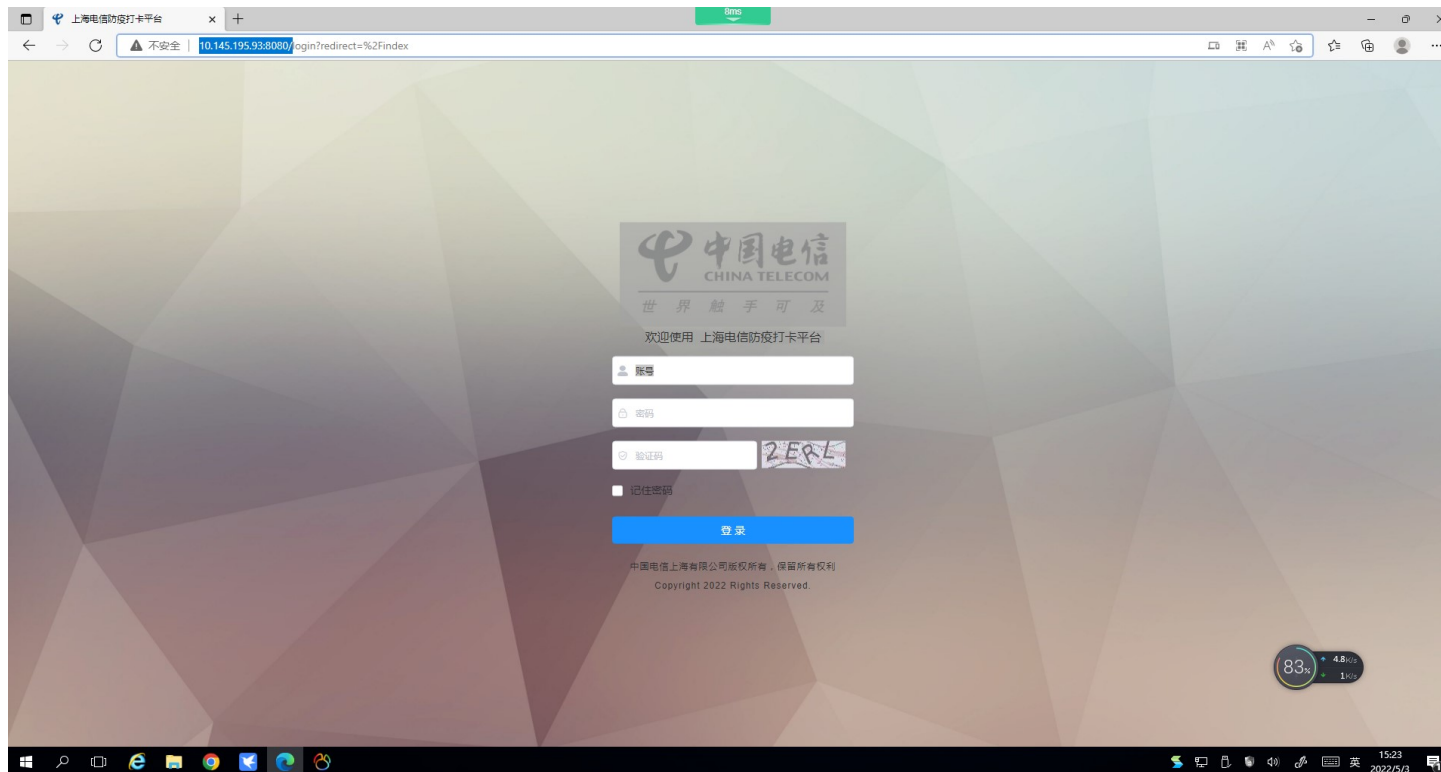 上海电信防疫打卡平台
8ms
不安全 10.145.195.93:8080/login?redirect=%2Findex
中国电信
CHINA TELECOM
世界触手可及
欢迎使用 上海电信防疫打卡平台
账号
密码
验证码 2ERL
记住密码
登录
中国电信上海有限公司版权所有，保留所有权利
Copyright 2022 Rights Reserved.
83% 4.8K/s
1K/s
英 15:23
2022/5/3